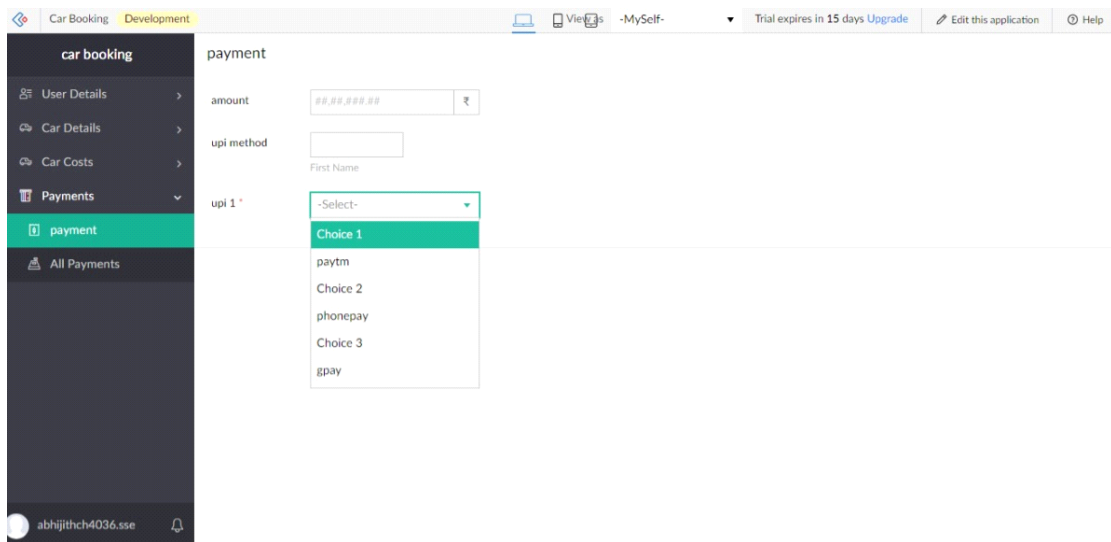 Car Booking Development View as -MySelf- Trial expires in 15 days Upgrade Edit this application Help
car booking
User Details
Car Details
Car Costs
Payments
payment
All Payments
abhijithch4036.sse
payment
amount ##,##,###.## ₹
upi method
First Name
upi 1 * -Select-
Choice 1
paytm
Choice 2
phonepay
Choice 3
gpay